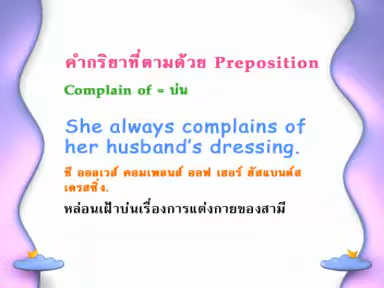 คำกริยาที่ตามด้วย Preposition
Complain of = บ่น
She always complains of
her husband's dressing.
ชี ออลเวส์ คอมเพลนส์ ออฟ เฮอร์ ฮัสแบนด์ส
เดรสซิ่ง.
หล่อนเฝ้าบ่นเรื่องการแต่งกายของสามี